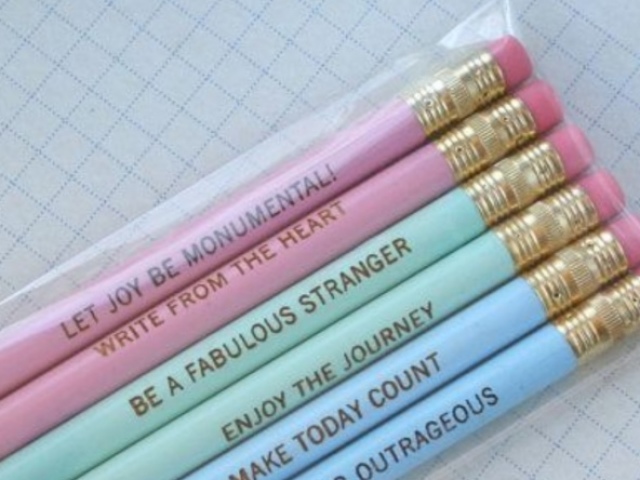 LET JOY BE MONUMENTAL!
WRITE FROM THE HEART
BE A FABULOUS STRANGER
ENJOY THE JOURNEY
MAKE TODAY COUNT
OUTRAGEOUS